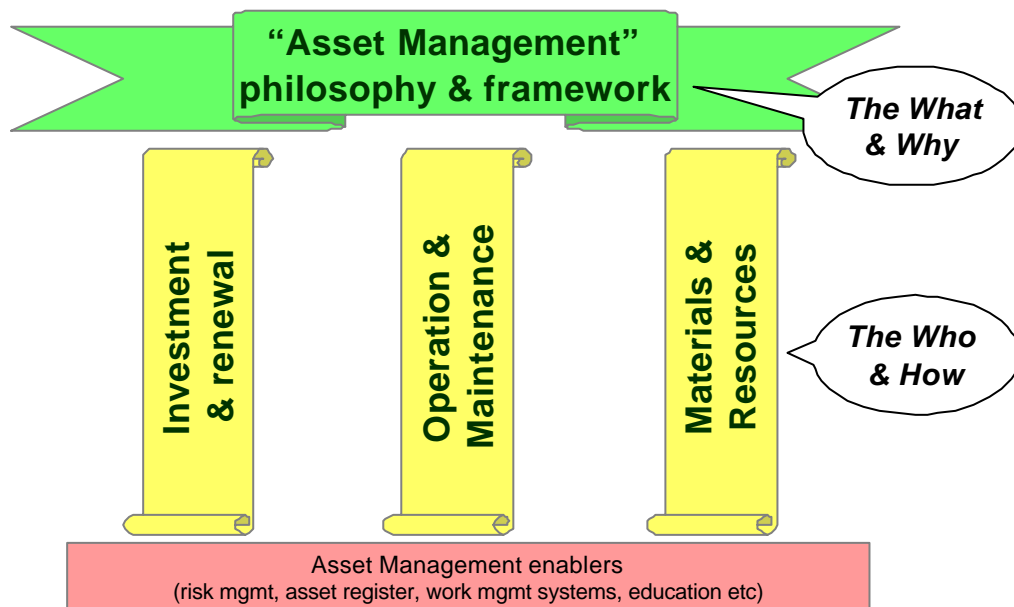 “Asset Management”
philosophy & framework
The What
& Why
Investment
& renewal
Operation &
Maintenance
Materials &
Resources
The Who
& How
Asset Management enablers
(risk mgmt, asset register, work mgmt systems, education etc)